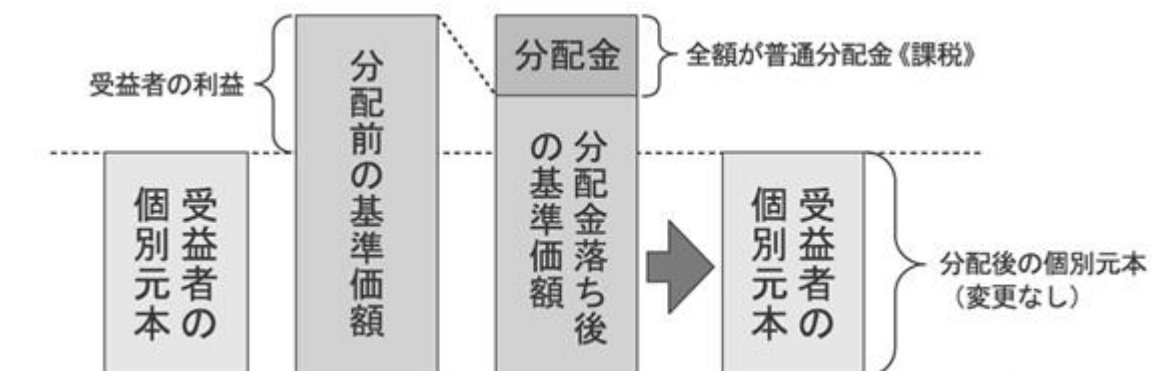 受益者の利益
受益者の
個別元本
分配前の基準価額
分配金
全額が普通分配金《課税》
分配金落ち後
の基準価額
受益者の
個別元本
分配後の個別元本
（変更なし）